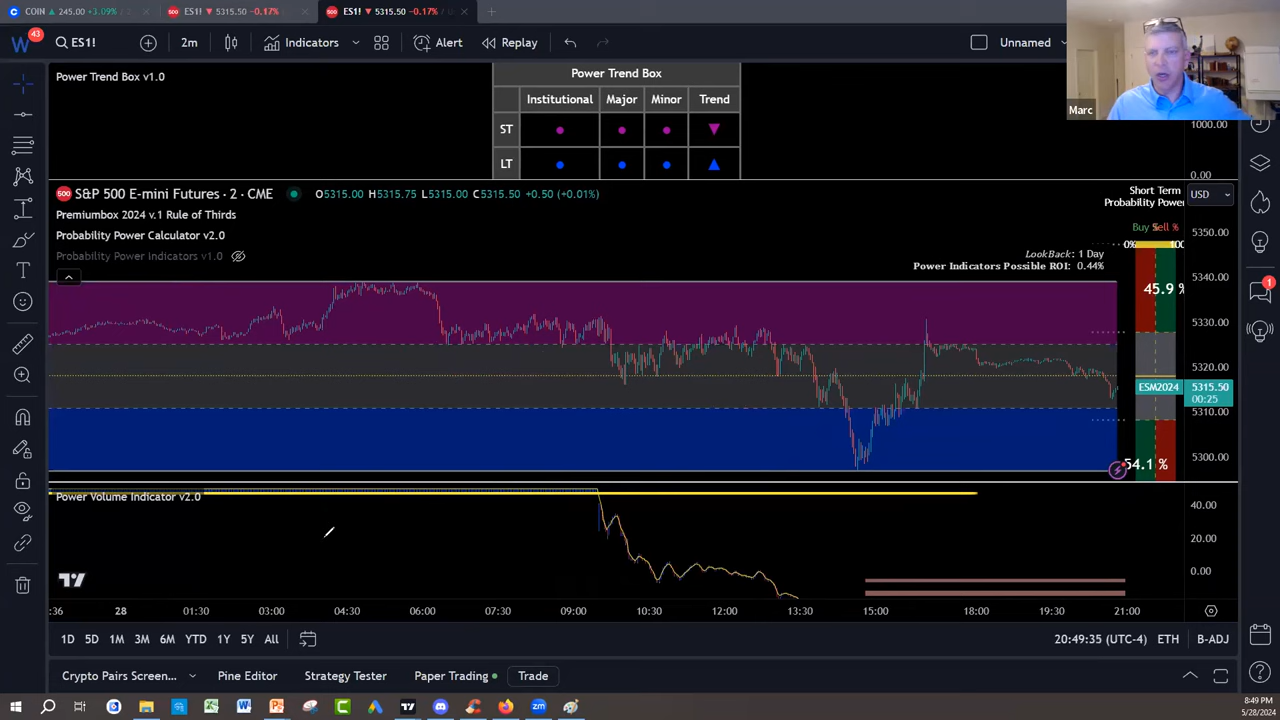 COIN ▲ 245.00 +3.09%
ES1! ▼ 5315.50 -0.17%
ES1! ▼ 5315.50 -0.17%
43
ES1!
2m
Indicators
Alert
Replay
Unnamed
Marc
Power Trend Box v1.0
Power Trend Box
Institutional Major Minor Trend
ST
LT
1000.00
0.00
500 S&P 500 E-mini Futures · 2 · CME
O5315.00 H5315.75 L5315.00 C5315.50 +0.50 (+0.01%)
Short Term
Probability Power
USD
Premiumbox 2024 v.1 Rule of Thirds
Probability Power Calculator v2.0
Probability Power Indicators v1.0
Buy Sell %
0% 100
LookBack: 1 Day
Power Indicators Possible ROI: 0.44%
45.9 %
5350.00
5340.00
5330.00
5320.00
ESM2024 5315.50
00:25
5310.00
5300.00
54.1 %
Power Volume Indicator v2.0
40.00
20.00
0.00
:36 28 01:30 03:00 04:30 06:00 07:30 09:00 10:30 12:00 13:30 15:00 18:00 19:30 21:00
1D 5D 1M 3M 6M YTD 1Y 5Y All
20:49:35 (UTC-4) ETH B-ADJ
Crypto Pairs Screen... Pine Editor Strategy Tester Paper Trading Trade
1
8:49 PM
5/28/2024